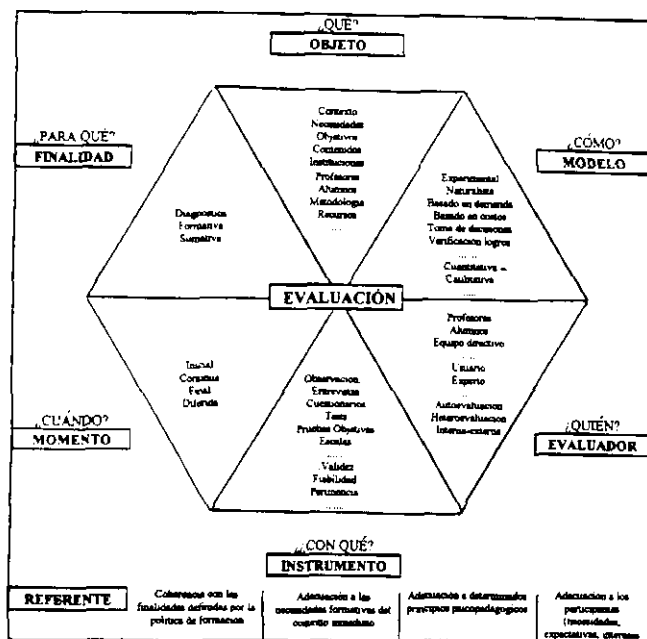 ¿QUÉ?
OBJETO
¿PARA QUÉ?
FINALIDAD
¿CÓMO?
MODELO
Contexto
Necesidades
Objetivos
Contenidos
Instituciones
Profesores
Alumnos
Metodología
Recursos
....
Experimental
Naturalista
Basado en demanda
Basado en costos
Toma de decisiones
Verificación logros
......
Cuantitativa -
Cualitativa
.....
Diagnóstica
Formativa
Sumativa
EVALUACIÓN
Inicial
Continua
Final
Diferida
Observación
Entrevistas
Cuestionarios
Tests
Pruebas Objetivas
Escalas
......
Validez
Fiabilidad
Pertinencia
......
Profesores
Alumnos
Equipo directivo
.....
Usuario
Experto
....
Autoevaluación
Heteroevaluación
Interna-externa
¿CUÁNDO?
MOMENTO
¿QUIÉN?
EVALUADOR
¿CON QUÉ?
INSTRUMENTO
REFERENTE
Coherencia con las
finalidades definidas por la
política de formación
Adecuación a las
necesidades formativas del
contexto inmediato
Adecuación a determinados
principios psicopedagógicos
Adecuación a los
participantes
(necesidades,
expectativas,